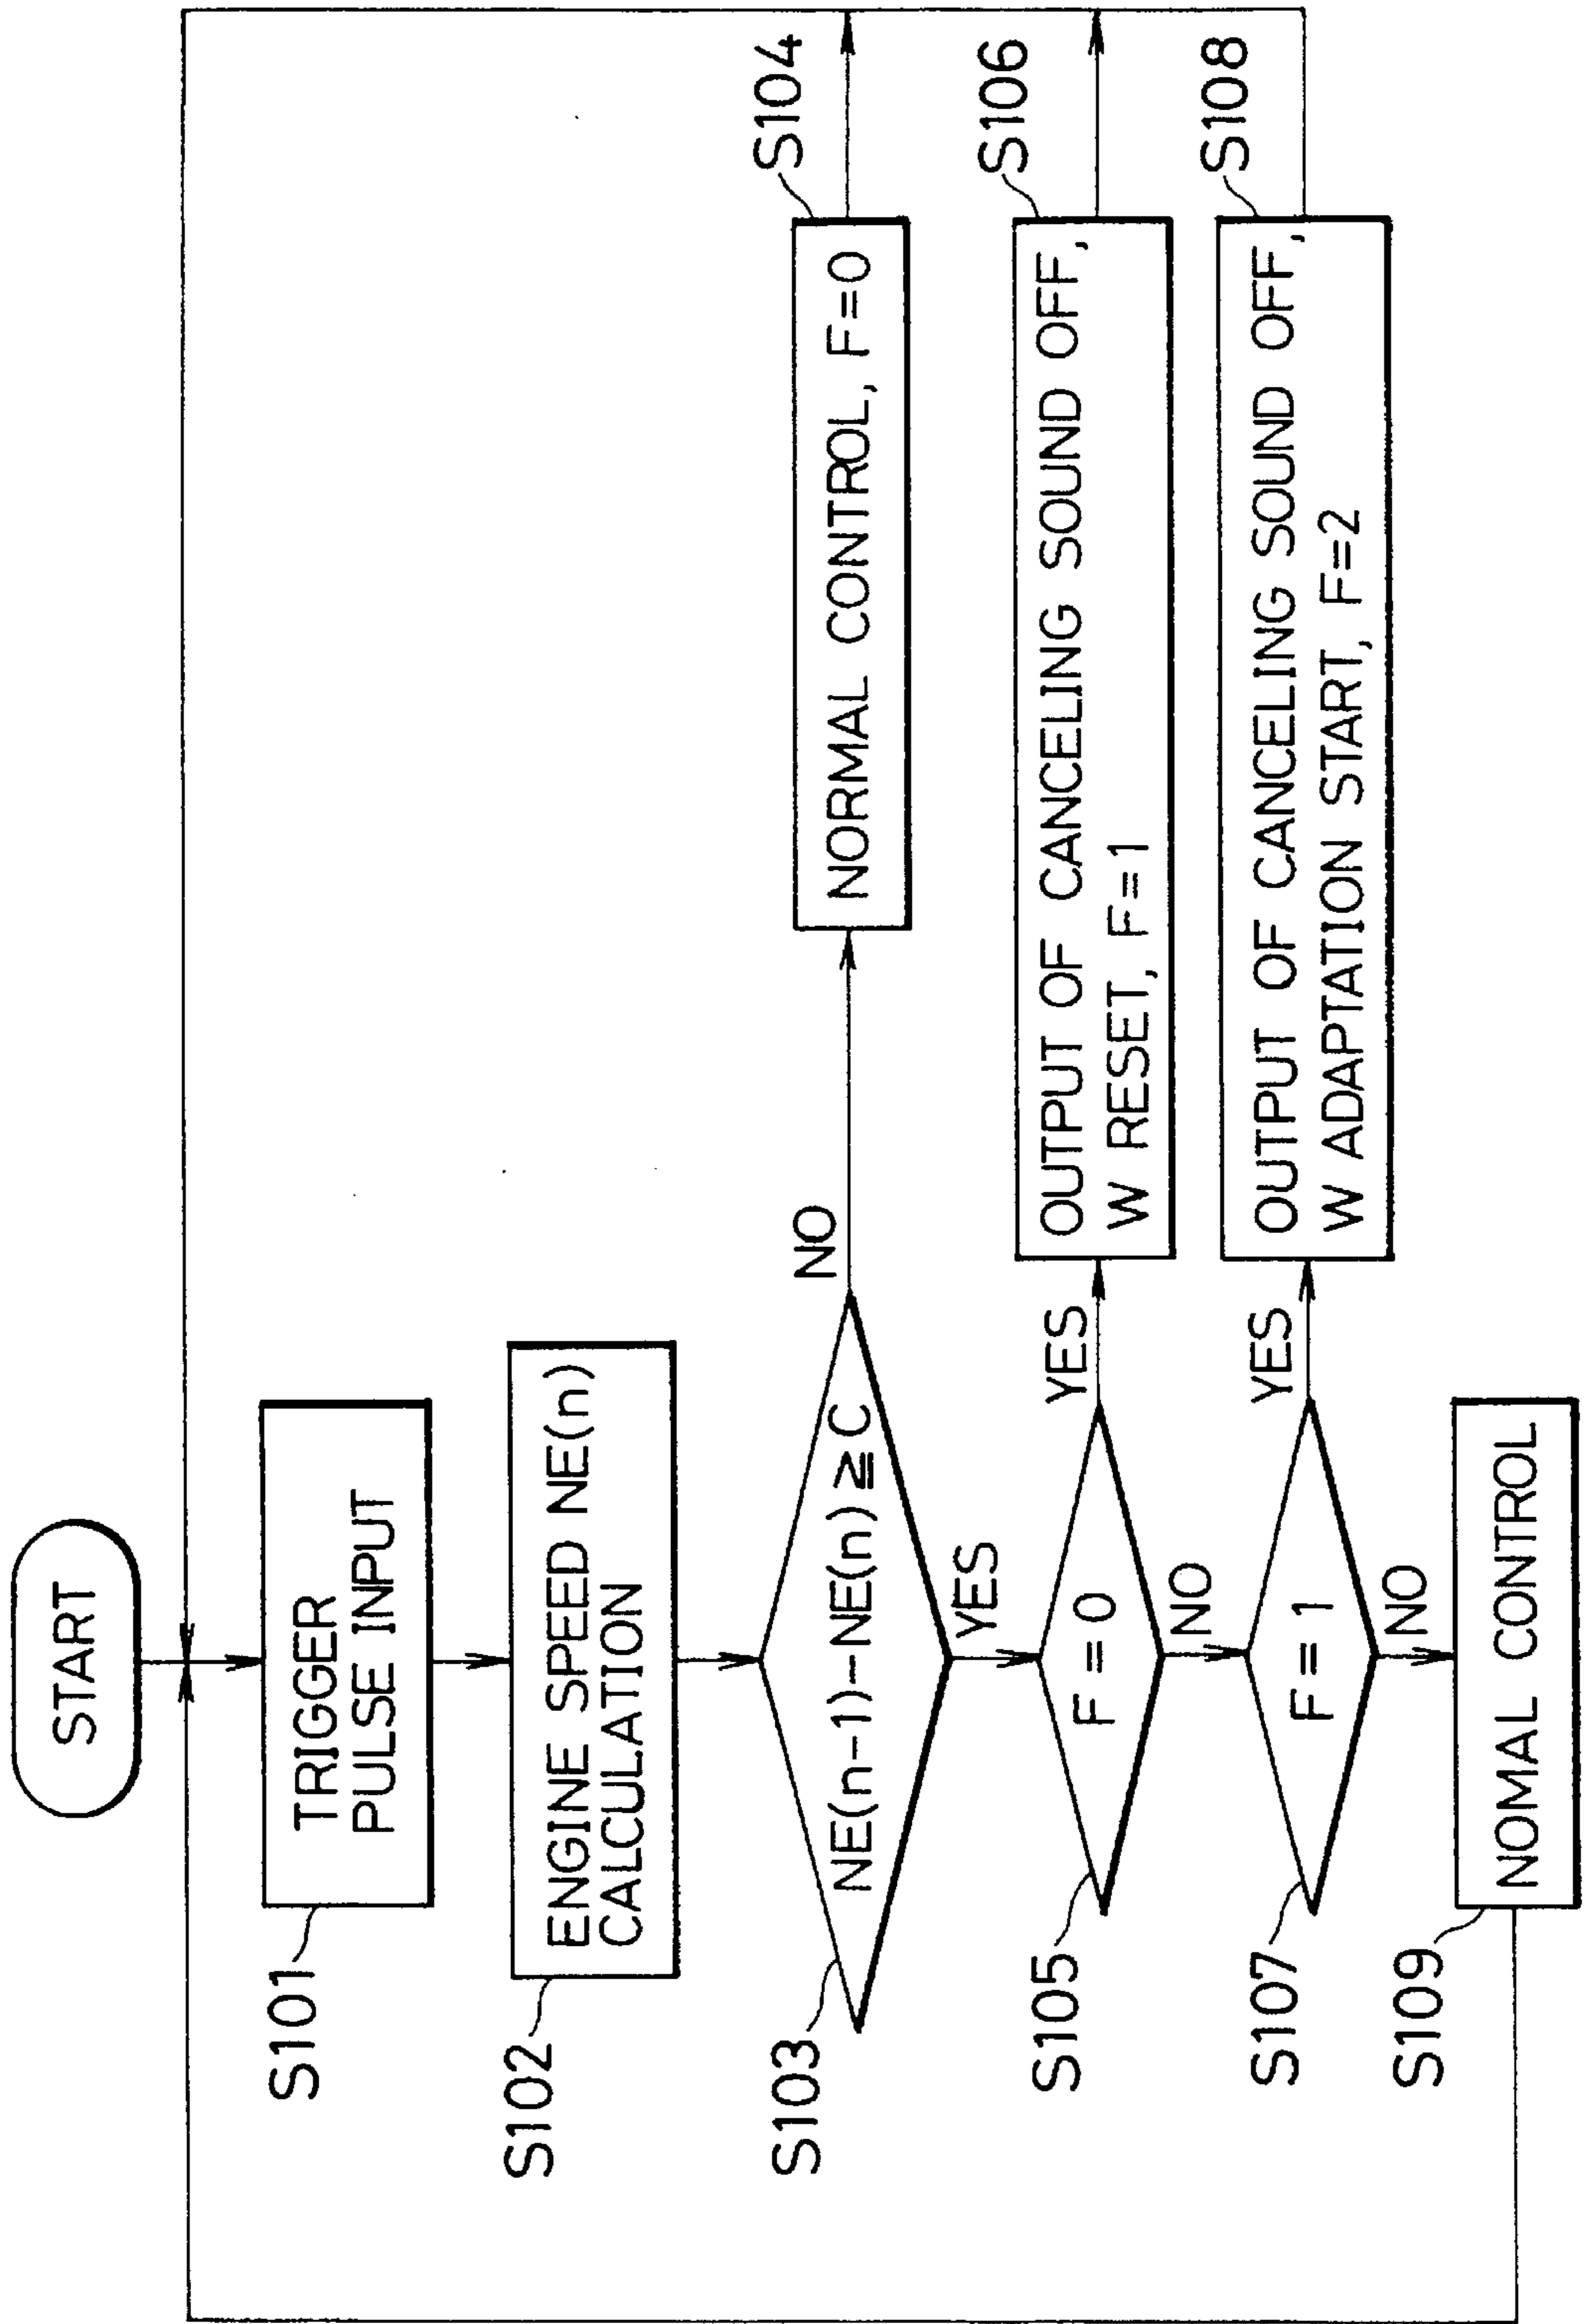 START
S101
TRIGGER
PULSE INPUT
S102
ENGINE SPEED NE(n)
CALCULATION
S103
NE(n-1)-NE(n) ≧ C
NO
S104
NORMAL CONTROL, F=0
YES
S105
F = 0
YES
S106
OUTPUT OF CANCELING SOUND OFF,
W RESET, F=1
NO
S107
F = 1
YES
S108
OUTPUT OF CANCELING SOUND OFF,
W ADAPTATION START, F=2
NO
S109
NOMAL CONTROL